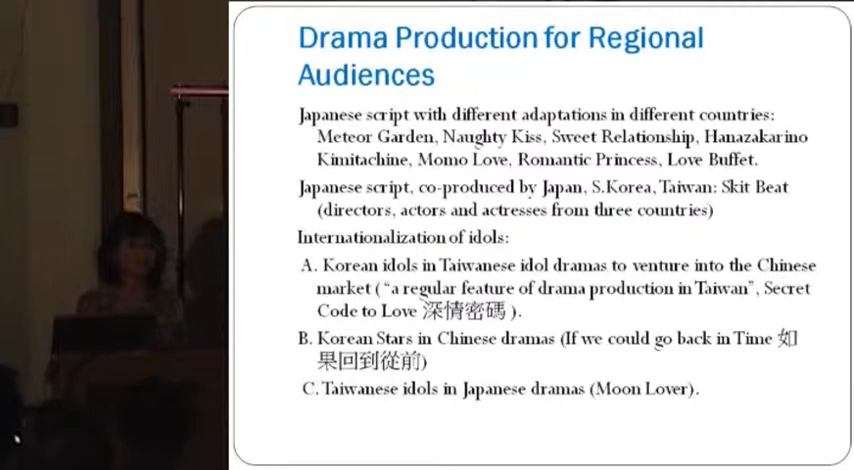 Drama Production for Regional
Audiences
Japanese script with different adaptations in different countries:
Meteor Garden, Naughty Kiss, Sweet Relationship, Hanazakarino
Kimitachine, Momo Love, Romantic Princess, Love Buffet.
Japanese script, co-produced by Japan, S.Korea, Taiwan: Skit Beat
(directors, actors and actresses from three countries)
Internationalization of idols:
A. Korean idols in Taiwanese idol dramas to venture into the Chinese
market ("a regular feature of drama production in Taiwan", Secret
Code to Love 深情密碼 ).
B. Korean Stars in Chinese dramas (If we could go back in Time 如
果回到從前)
C. Taiwanese idols in Japanese dramas (Moon Lover).